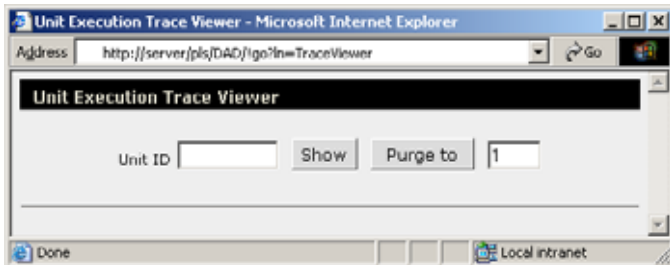 Unit Execution Trace Viewer - Microsoft Internet Explorer
Address http://server/pls/DAD/!go?ln=TraceViewer Go
Unit Execution Trace Viewer
Unit ID Show Purge to 1
Done Local intranet